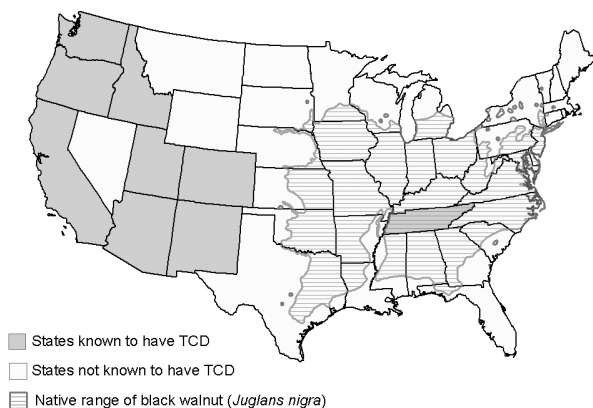 States known to have TCD
States not known to have TCD
Native range of black walnut (Juglans nigra)